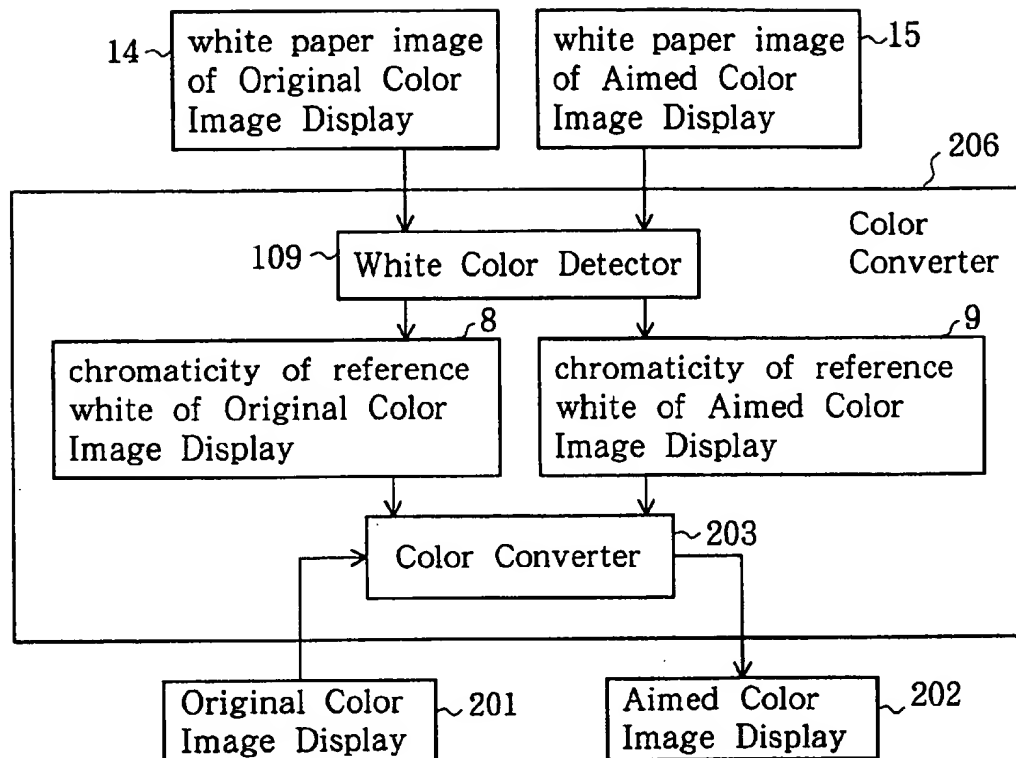 14
white paper image
of Original Color
Image Display
white paper image
of Aimed Color
Image Display
15
206
Color
Converter
109
White Color Detector
8
chromaticity of reference
white of Original Color
Image Display
9
chromaticity of reference
white of Aimed Color
Image Display
Color Converter
203
Original Color
Image Display
201
Aimed Color
Image Display
202